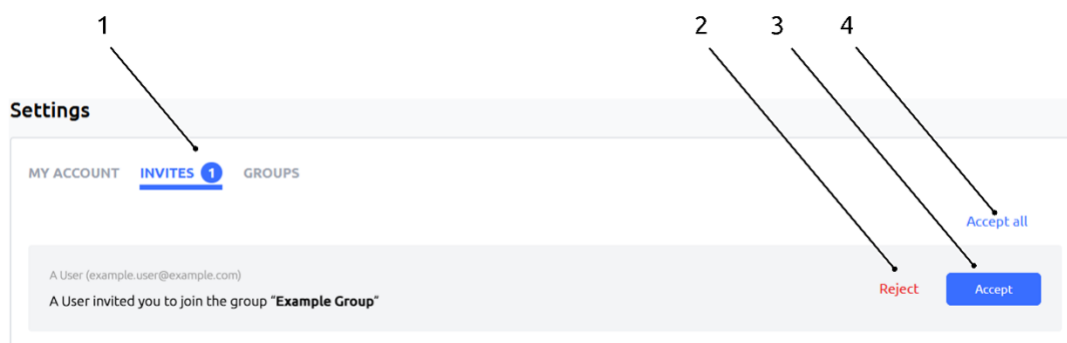 1 2 3 4
Settings
MY ACCOUNT INVITES 1 GROUPS
Accept all
A User (example.user@example.com)
A User invited you to join the group “Example Group”
Reject Accept